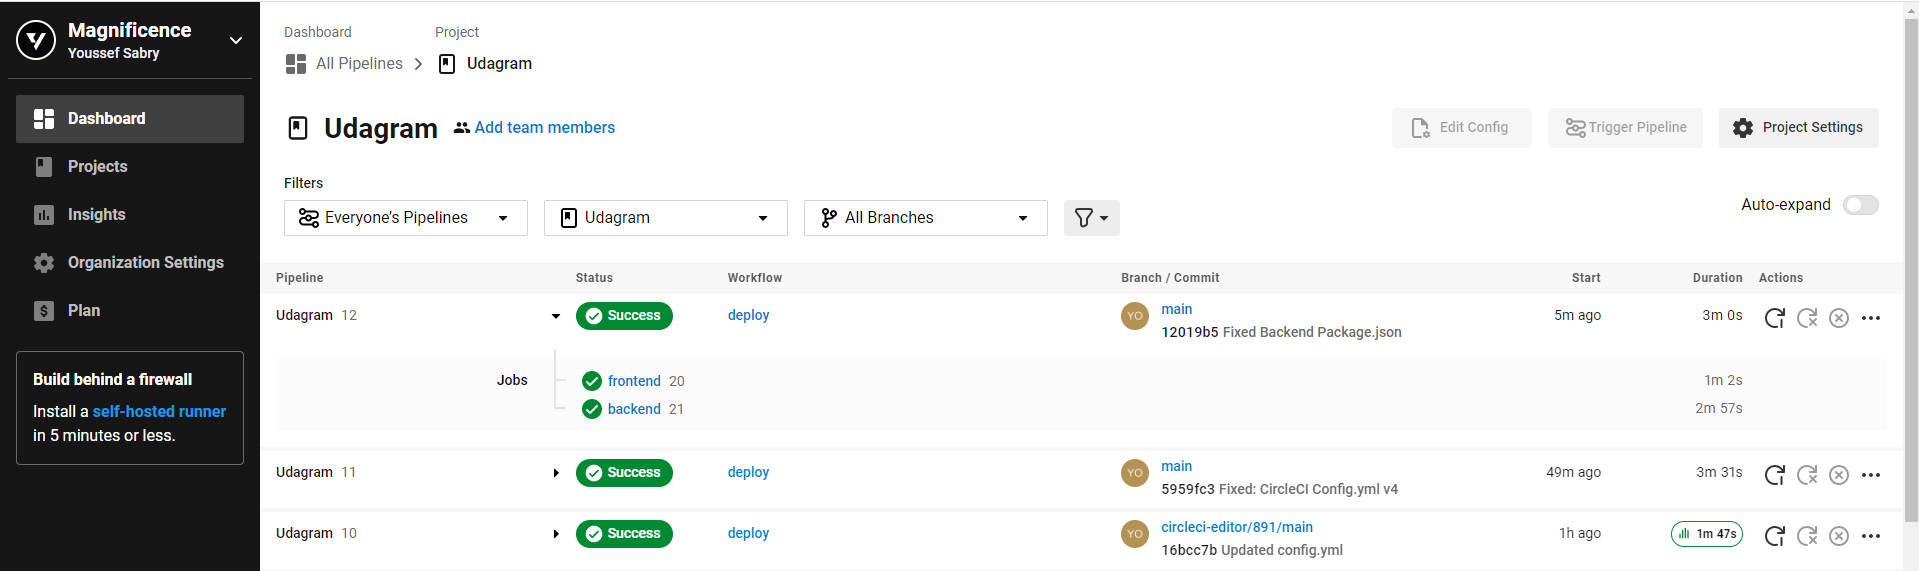 Magnificence
Youssef Sabry
Dashboard
Projects
Insights
Organization Settings
Plan
Build behind a firewall
Install a self-hosted runner
in 5 minutes or less.
Dashboard Project
All Pipelines Udagram
Udagram Add team members
Edit Config Trigger Pipeline Project Settings
Filters
Everyone’s Pipelines Udagram All Branches
Auto-expand
Pipeline Status Workflow Branch / Commit Start Duration Actions
Udagram 12 Success deploy YO main 5m ago 3m 0s
12019b5 Fixed Backend Package.json
Jobs frontend 20 1m 2s
backend 21 2m 57s
Udagram 11 Success deploy YO main 49m ago 3m 31s
5959fc3 Fixed: CircleCI Config.yml v4
Udagram 10 Success deploy YO circleci-editor/891/main 1h ago 1m 47s
16bcc7b Updated config.yml